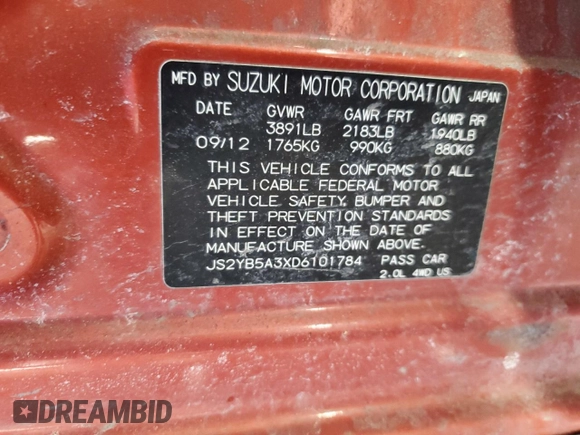 MFD BY SUZUKI MOTOR CORPORATION JAPAN
DATE GVWR GAWR FRT GAWR RR
3891LB 2183LB 1940LB
09/12 1765KG 990KG 880KG
THIS VEHICLE CONFORMS TO ALL
APPLICABLE FEDERAL MOTOR
VEHICLE SAFETY, BUMPER AND
THEFT PREVENTION STANDARDS
IN EFFECT ON THE DATE OF
MANUFACTURE SHOWN ABOVE.
JS2YB5A3XD6101784 PASS CAR
2.0L 4WD US
DREAMBID